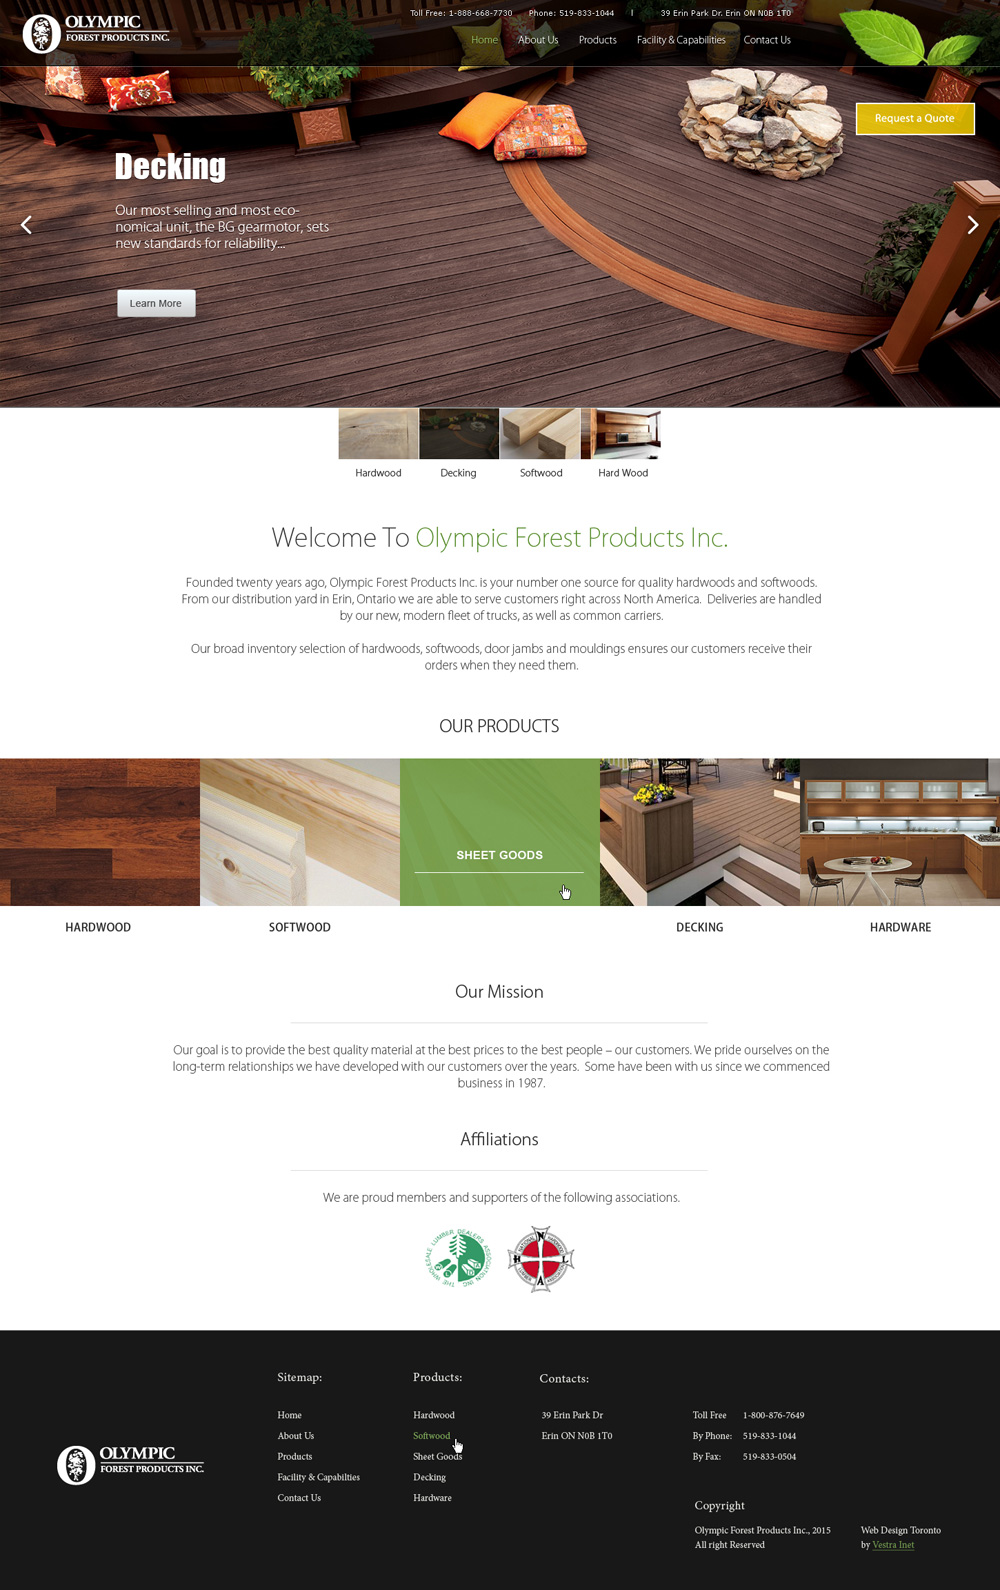 OLYMPIC
FOREST PRODUCTS INC.
Toll Free: 1-888-668-7730 Phone: 519-833-1044 | 39 Erin Park Dr. Erin ON N0B 1T0
Home About Us Products Facility & Capabilities Contact Us
Request a Quote
Decking
Our most selling and most eco-
nomical unit, the BG gearmotor, sets
new standards for reliability...
Learn More
Hardwood Decking Softwood Hard Wood
Welcome To Olympic Forest Products Inc.
Founded twenty years ago, Olympic Forest Products Inc. is your number one source for quality hardwoods and softwoods.
From our distribution yard in Erin, Ontario we are able to serve customers right across North America. Deliveries are handled
by our new, modern fleet of trucks, as well as common carriers.
Our broad inventory selection of hardwoods, softwoods, door jambs and mouldings ensures our customers receive their
orders when they need them.
OUR PRODUCTS
SHEET GOODS
HARDWOOD SOFTWOOD DECKING HARDWARE
Our Mission
Our goal is to provide the best quality material at the best prices to the best people – our customers. We pride ourselves on the
long-term relationships we have developed with our customers over the years. Some have been with us since we commenced
business in 1987.
Affiliations
We are proud members and supporters of the following associations.
THE WHOLESALE LUMBER DEALERS ASSOCIATION INC
NATIONAL HARDWOOD LUMBER ASSOCIATION
N H L A
Sitemap:
Home
About Us
Products
Facility & Capabilties
Contact Us
Products:
Hardwood
Softwood
Sheet Goods
Decking
Hardware
Contacts:
39 Erin Park Dr
Erin ON N0B 1T0
Toll Free 1-800-876-7649
By Phone: 519-833-1044
By Fax: 519-833-0504
OLYMPIC
FOREST PRODUCTS INC.
Copyright
Olympic Forest Products Inc., 2015
All right Reserved
Web Design Toronto
by Vestra Inet